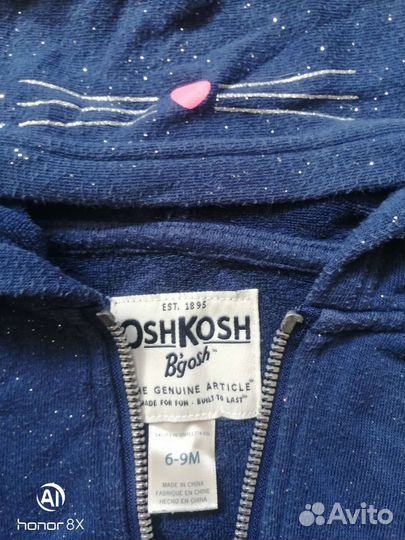 EST. 1895
OSHKOSH
B'gosh
THE GENUINE ARTICLE
MADE FOR FUN · BUILT TO LAST
6-9M
MADE IN CHINA
FABRIQUÉ EN CHINE
HECHO EN CHINA
AI
honor 8X
Avito